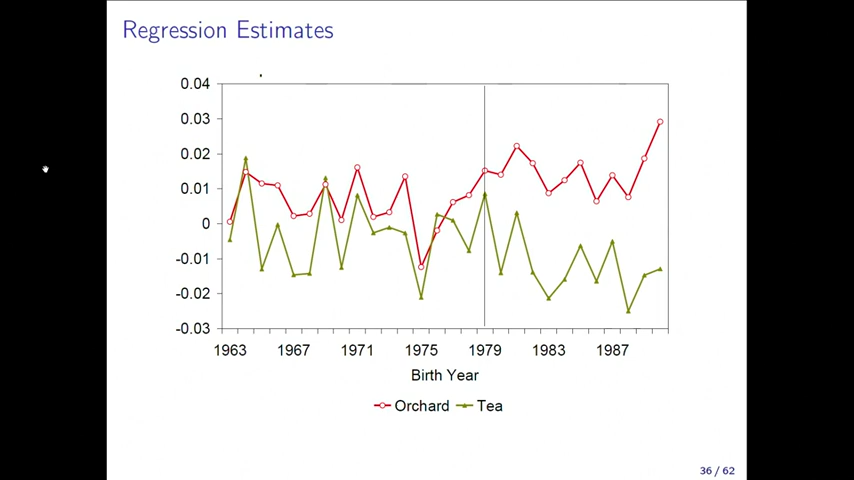 Regression Estimates
0.04
0.03
0.02
0.01
0
-0.01
-0.02
-0.03
1963 1967 1971 1975 1979 1983 1987
Birth Year
Orchard Tea
36 / 62